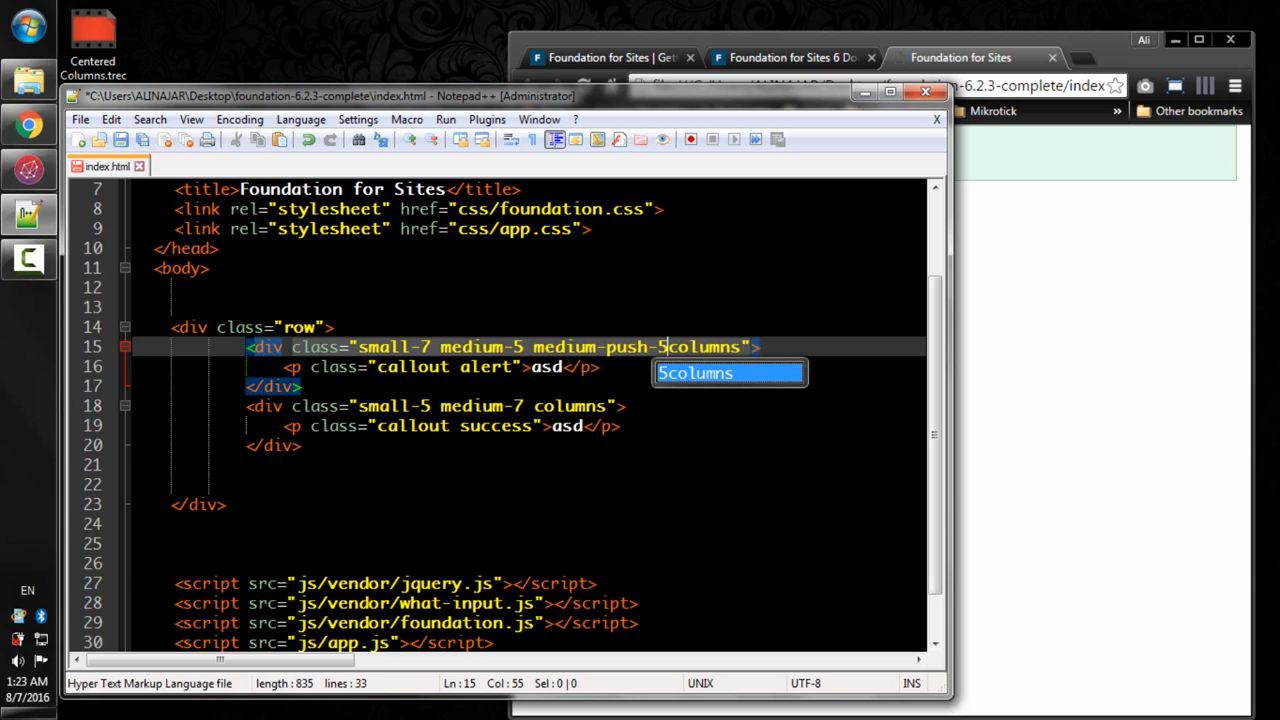 Centered
Columns.trec
Ali
Foundation for Sites | Gett
Foundation for Sites 6 Do
Foundation for Sites
*C:\Users\ALINAJAR\Desktop\foundation-6.2.3-complete\index.html - Notepad++ [Administrator]
-6.2.3-complete/index
File Edit Search View Encoding Language Settings Macro Run Plugins Window ? X
Mikrotick » Other bookmarks
index.html
7 <title>Foundation for Sites</title>
8 <link rel="stylesheet" href="css/foundation.css">
9 <link rel="stylesheet" href="css/app.css">
10 </head>
11 <body>
12
13
14 <div class="row">
15 <div class="small-7 medium-5 medium-push-5columns">
16 <p class="callout alert">asd</p>
5columns
17 </div>
18 <div class="small-5 medium-7 columns">
19 <p class="callout success">asd</p>
20 </div>
21
22
23 </div>
24
25
26
27 <script src="js/vendor/jquery.js"></script>
28 <script src="js/vendor/what-input.js"></script>
29 <script src="js/vendor/foundation.js"></script>
30 <script src="js/app.js"></script>
Hyper Text Markup Language file length : 835 lines : 33 Ln : 15 Col : 55 Sel : 0 | 0 UNIX UTF-8 INS
EN
1:23 AM
8/7/2016